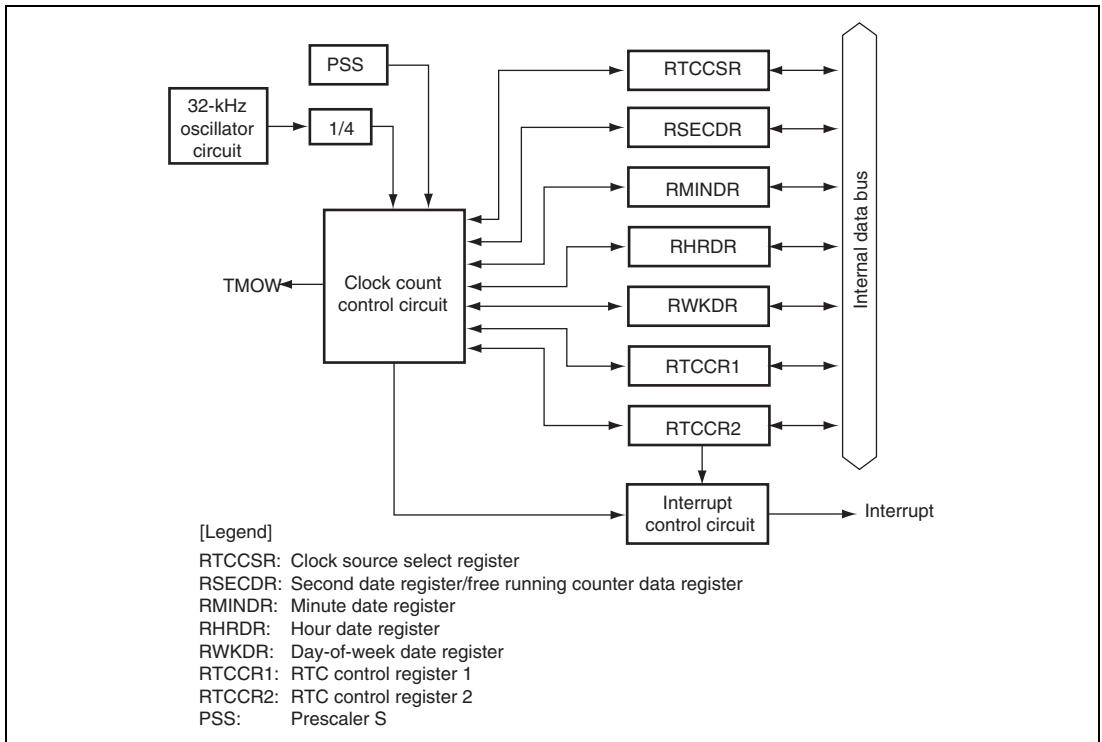 PSS
32-kHz
oscillator
circuit
1/4
Clock count
control circuit
TMOW
RTCCSR
RSECDR
RMINDR
RHRDR
RWKDR
RTCCR1
RTCCR2
Internal data bus
Interrupt
control circuit
Interrupt
[Legend]
RTCCSR: Clock source select register
RSECDR: Second date register/free running counter data register
RMINDR: Minute date register
RHRDR: Hour date register
RWKDR: Day-of-week date register
RTCCR1: RTC control register 1
RTCCR2: RTC control register 2
PSS: Prescaler S